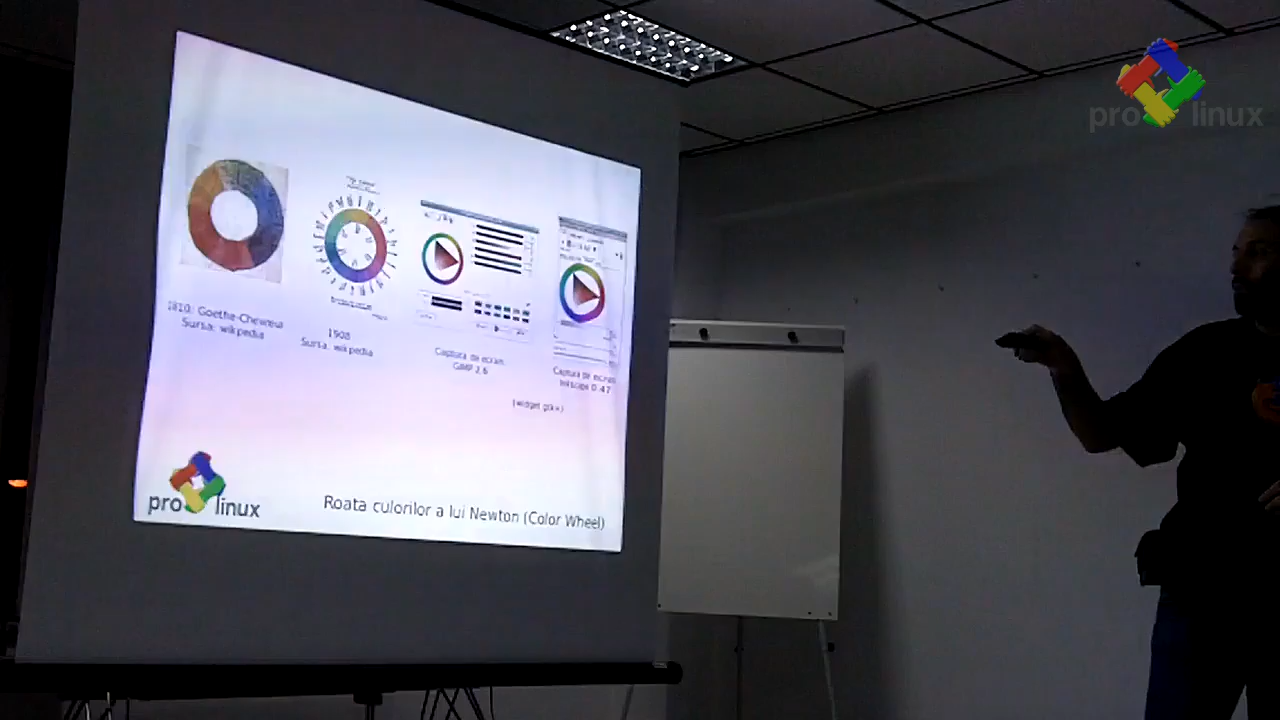 pro linux
1810: Goethe-Chevreul
Sursa: wikipedia
1908
Sursa: wikipedia
Captura de ecran
GIMP 2.6
Captura de ecran
Inkscape 0.47
(widget gtk+)
pro linux
Roata culorilor a lui Newton (Color Wheel)